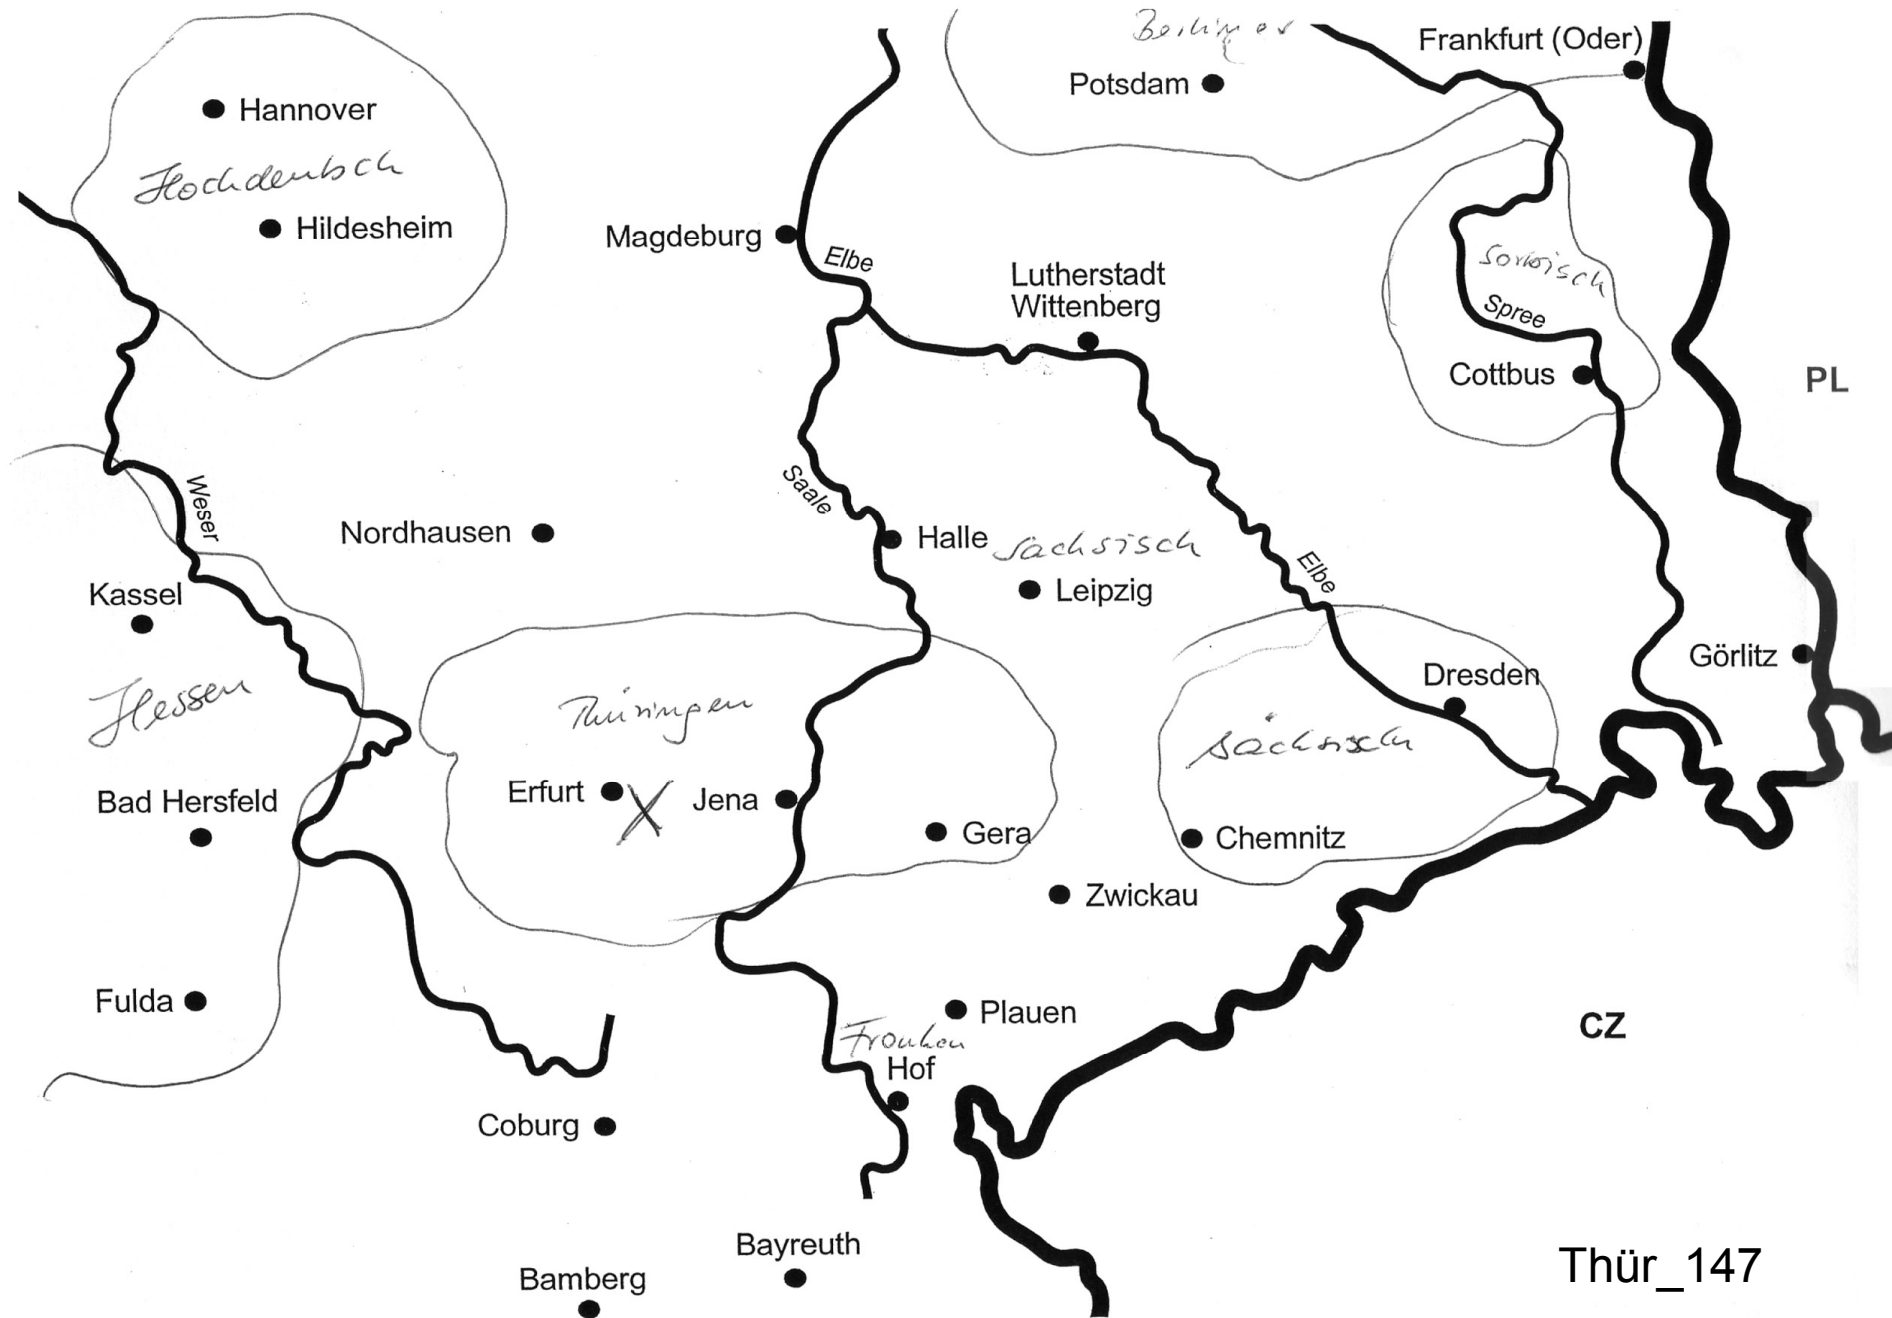 Berliner
Frankfurt (Oder)
Potsdam
Hannover
Hochdeutsch
Hildesheim
Magdeburg
Elbe
Lutherstadt
Wittenberg
Sorbisch
Spree
Cottbus
PL
Weser
Saale
Nordhausen
Halle
sächsisch
Leipzig
Elbe
Kassel
Görlitz
Dresden
Hessen
Thüringen
sächsisch
Erfurt
X
Jena
Bad Hersfeld
Gera
Chemnitz
Zwickau
Fulda
Plauen
CZ
Franken
Hof
Coburg
Bayreuth
Bamberg
Thür_147